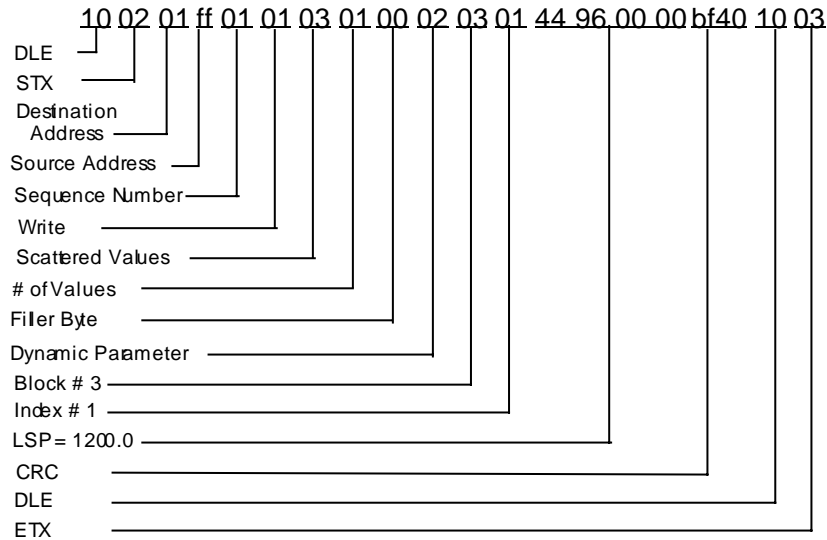 10 02 01 ff 01 01 03 01 00 02 03 01 44 96 00 00 bf40 10 03
DLE
STX
Destination
Address
Source Address
Sequence Number
Write
Scattered Values
# of Values
Filler Byte
Dynamic Parameter
Block # 3
Index # 1
LSP = 1200.0
CRC
DLE
ETX